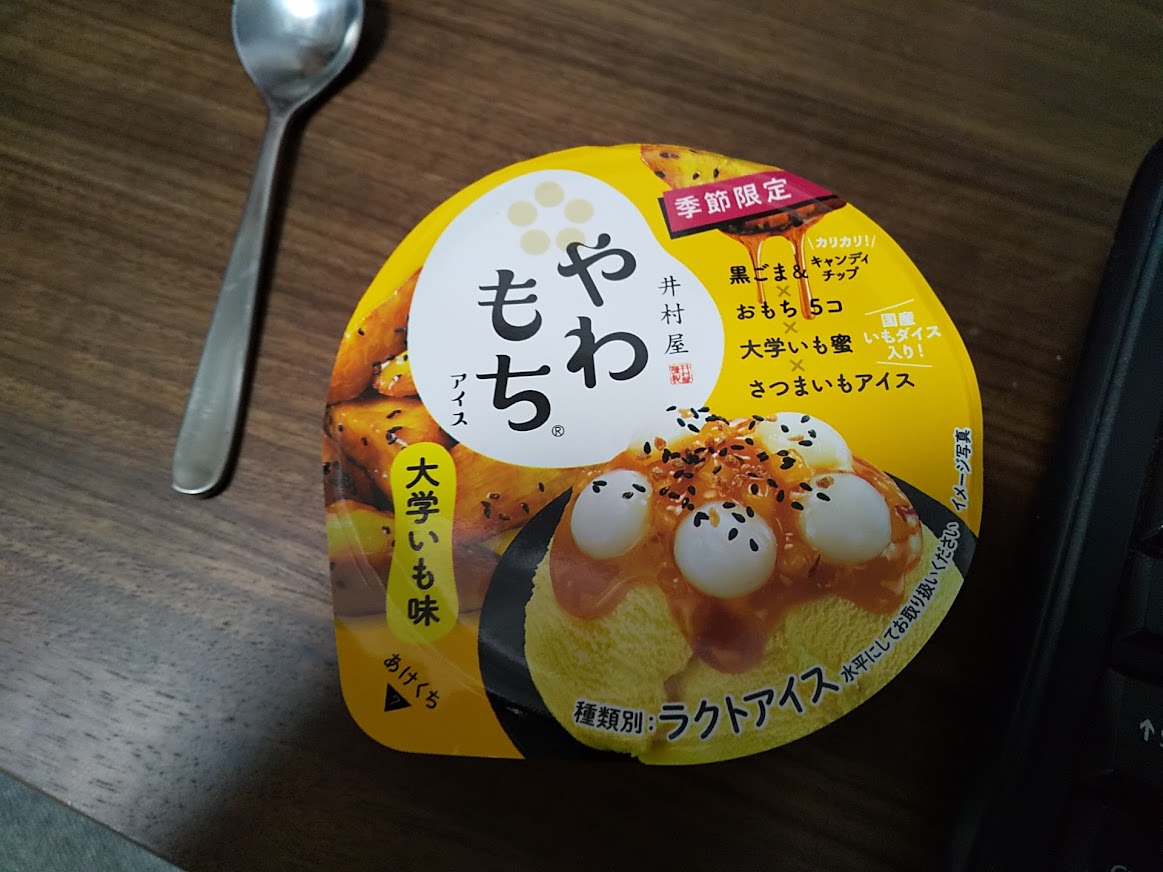 季節限定
やわ
もち
アイス
®
井村屋
カリカリ!
黒ごま&キャンディチップ
×
おもち5コ
×
大学いも蜜
×
さつまいもアイス
国産
いもダイス
入り!
大学いも味
イメージ写真
水平にしてお取り扱いください
種類別:ラクトアイス
あけくち